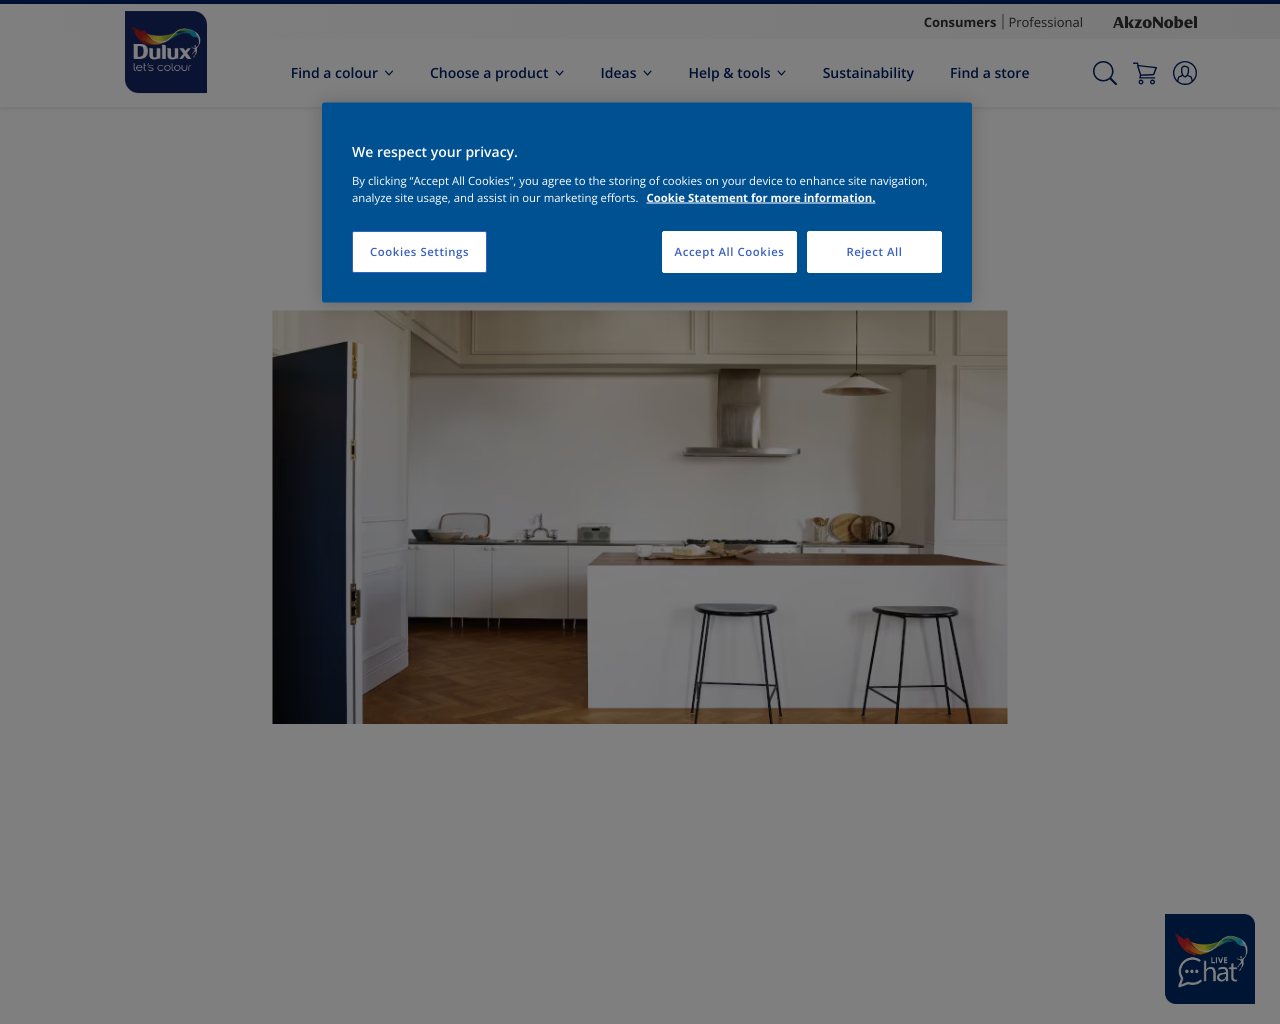 Consumers | Professional
AkzoNobel
Dulux
let's colour
Find a colour
Choose a product
Ideas
Help & tools
Sustainability
Find a store
We respect your privacy.
By clicking “Accept All Cookies”, you agree to the storing of cookies on your device to enhance site navigation,
analyze site usage, and assist in our marketing efforts. Cookie Statement for more information.
Cookies Settings
Accept All Cookies
Reject All
LIVE
Chat